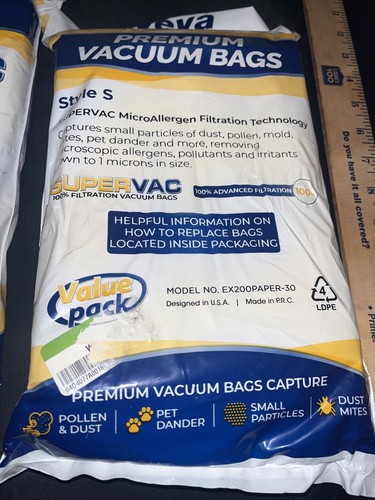 eva
PREMIUM
VACUUM BAGS
Style S
SUPERVAC MicroAllergen Filtration Technology
Captures small particles of dust, pollen, mold,
mites, pet dander and more, removing
microscopic allergens, pollutants and irritants
down to 1 microns in size.
SUPERVAC
100% FILTRATION VACUUM BAGS
100% ADVANCED FILTRATION
100
HELPFUL INFORMATION ON
HOW TO REPLACE BAGS
LOCATED INSIDE PACKAGING
Value
pack
MODEL NO. EX200PAPER-30
Designed in U.S.A. | Made in P.R.C.
4
LDPE
PREMIUM VACUUM BAGS CAPTURE
POLLEN
& DUST
PET
DANDER
SMALL
PARTICLES
DUST
MITES
Do you have it all covered?